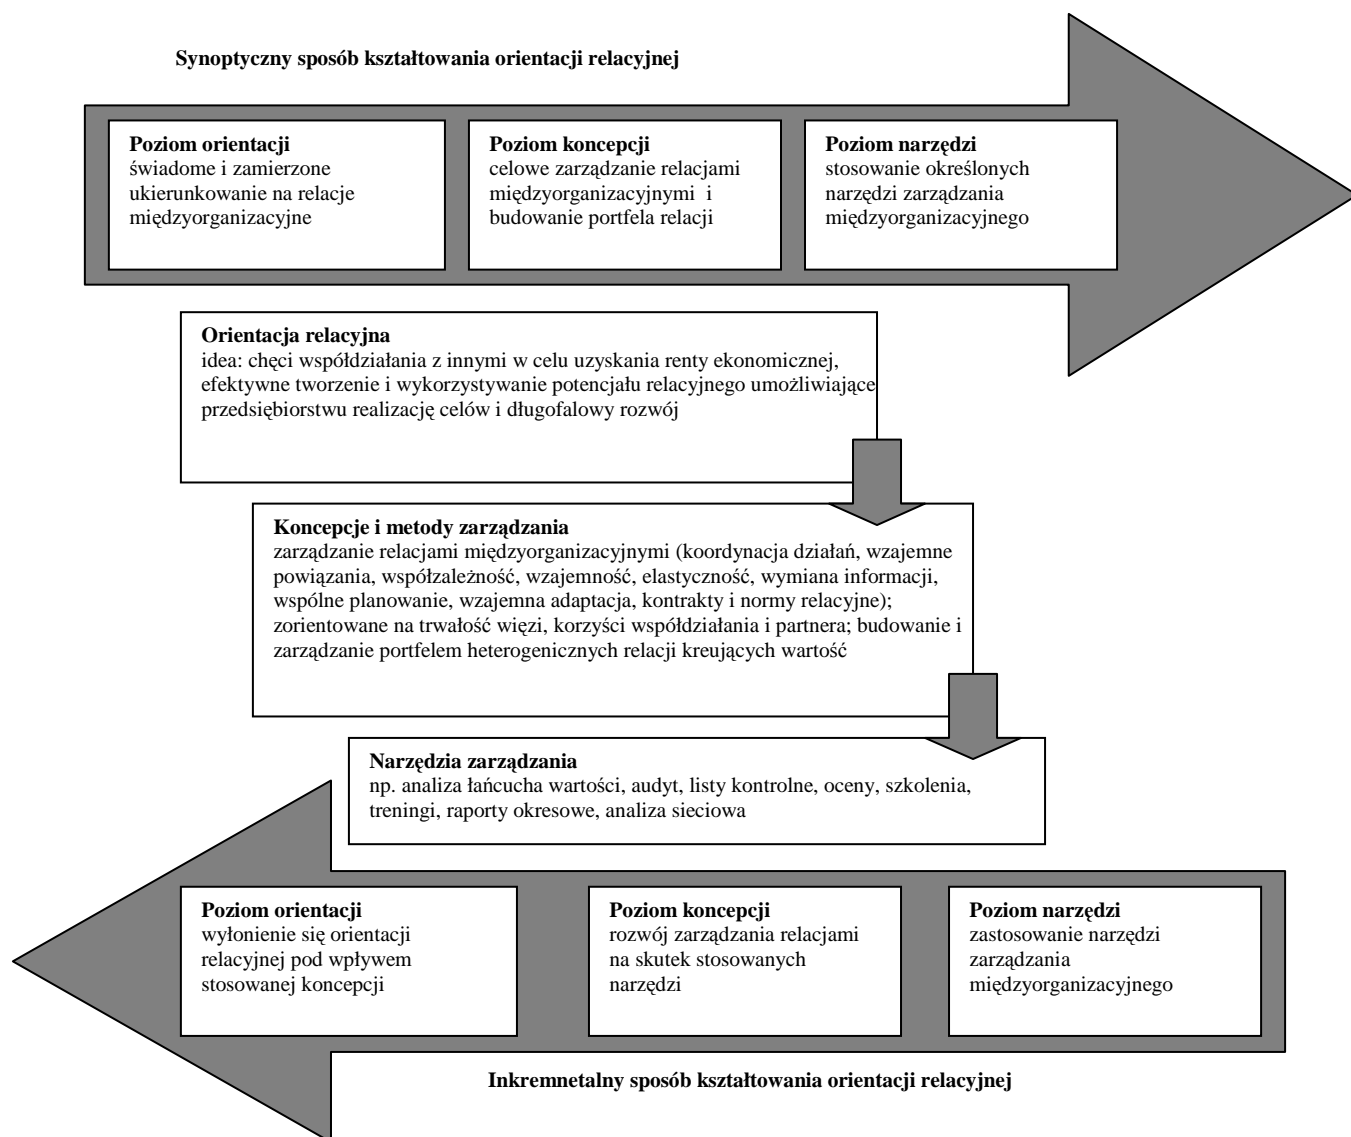 Synoptyczny sposób kształtowania orientacji relacyjnej
Poziom orientacji
świadome i zamierzone
ukierunkowanie na relacje
międzyorganizacyjne
Poziom koncepcji
celowe zarządzanie relacjami
międzyorganizacyjnymi i
budowanie portfela relacji
Poziom narzędzi
stosowanie określonych
narzędzi zarządzania
międzyorganizacyjnego
Orientacja relacyjna
idea: chęci współdziałania z innymi w celu uzyskania renty ekonomicznej,
efektywne tworzenie i wykorzystywanie potencjału relacyjnego umożliwiające
przedsiębiorstwu realizację celów i długofalowy rozwój
Koncepcje i metody zarządzania
zarządzanie relacjami międzyorganizacyjnymi (koordynacja działań, wzajemne
powiązania, współzależność, wzajemność, elastyczność, wymiana informacji,
wspólne planowanie, wzajemna adaptacja, kontrakty i normy relacyjne);
zorientowane na trwałość więzi, korzyści współdziałania i partnera; budowanie i
zarządzanie portfelem heterogenicznych relacji kreujących wartość
Narzędzia zarządzania
np. analiza łańcucha wartości, audyt, listy kontrolne, oceny, szkolenia,
treningi, raporty okresowe, analiza sieciowa
Poziom orientacji
wyłonienie się orientacji
relacyjnej pod wpływem
stosowanej koncepcji
Poziom koncepcji
rozwój zarządzania relacjami
na skutek stosowanych
narzędzi
Poziom narzędzi
zastosowanie narzędzi
zarządzania
międzyorganizacyjnego
Inkremnetalny sposób kształtowania orientacji relacyjnej